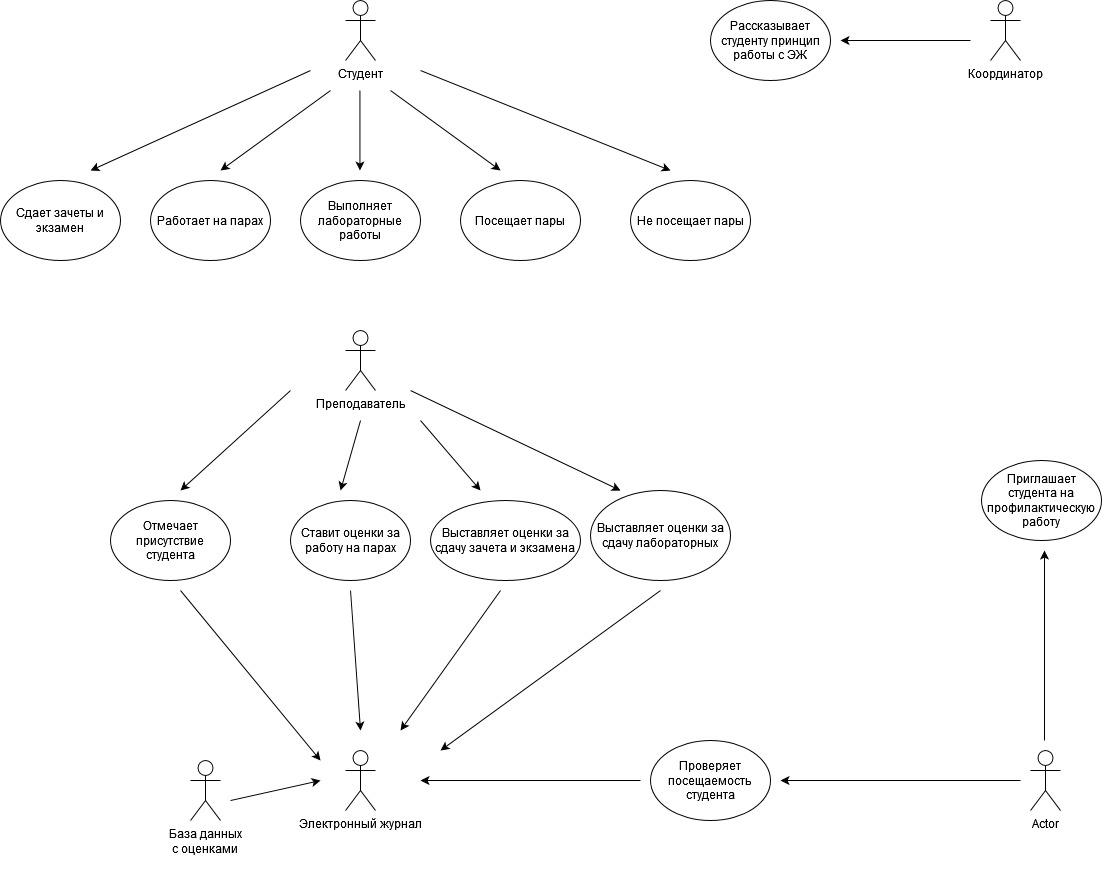 Студент
Рассказывает
студенту принцип
работы с ЭЖ
Координатор
Сдает зачеты и
экзамен
Работает на парах
Выполняет
лабораторные
работы
Посещает пары
Не посещает пары
Преподаватель
Отмечает
присутствие
студента
Ставит оценки за
работу на парах
Выставляет оценки за
сдачу зачета и экзамена
Выставляет оценки за
сдачу лабораторных
Приглашает
студента на
профилактическую
работу
База данных
с оценками
Электронный журнал
Проверяет
посещаемость
студента
Actor